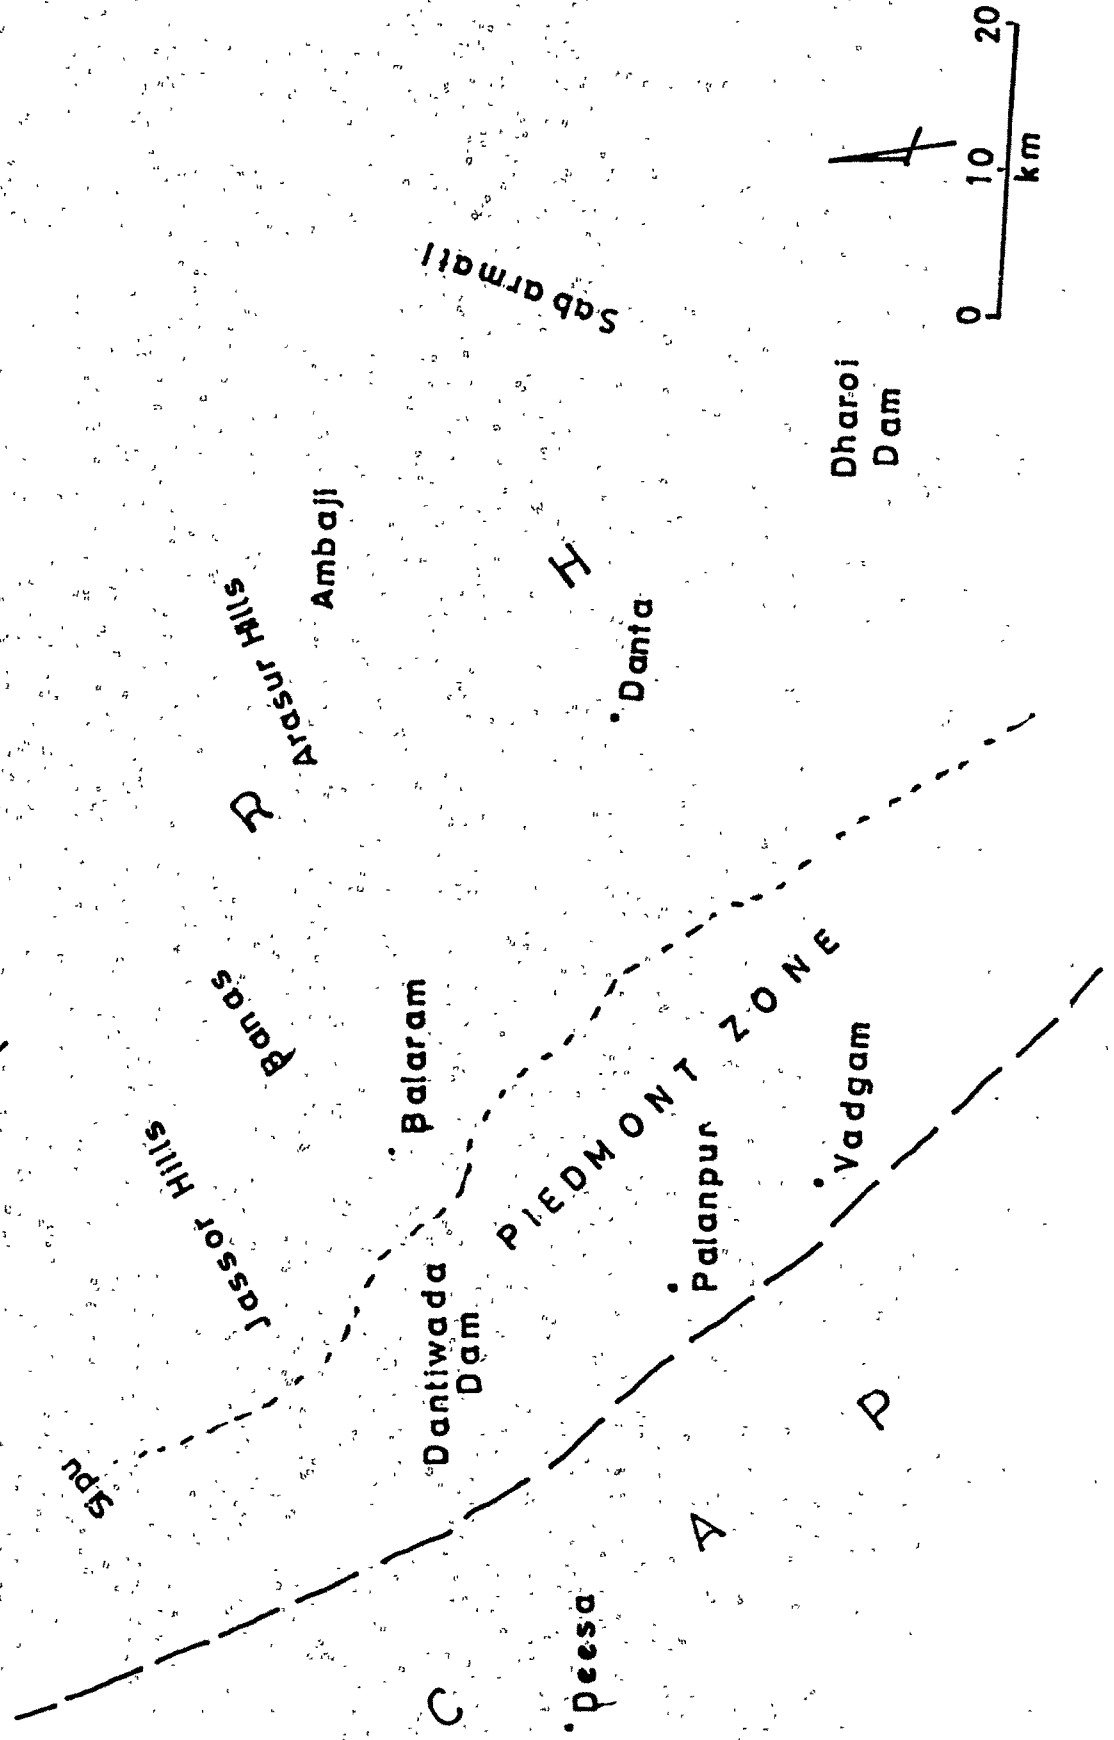 Sipu
Jassor Hills
Banas
R
Arasur Hills
Ambaji
Balaram
Sabarmati
H
Danta
Dantiwada
Dam
PIEDMONT ZONE
Palanpur
Vadgam
Dharoi
Dam
C
A
P
Deesa
0 10 20
km